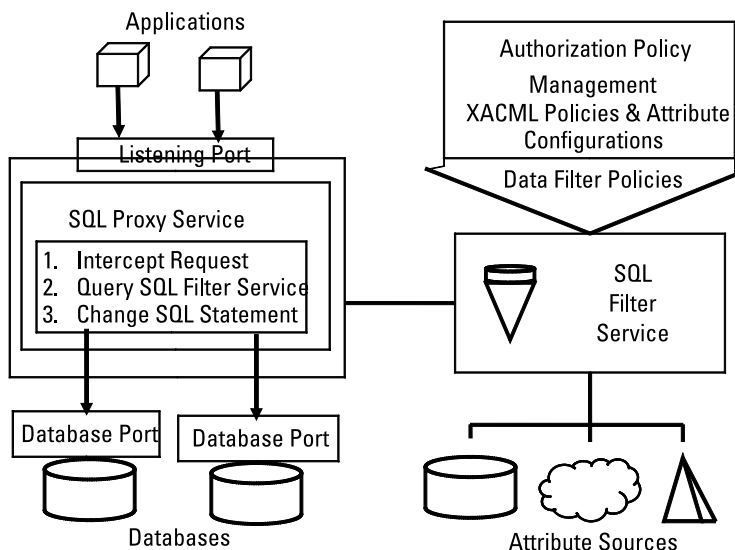 Applications
Listening Port
SQL Proxy Service
1. Intercept Request
2. Query SQL Filter Service
3. Change SQL Statement
Database Port
Database Port
Databases
Authorization Policy
Management
XACML Policies & Attribute
Configurations
Data Filter Policies
SQL
Filter
Service
Attribute Sources